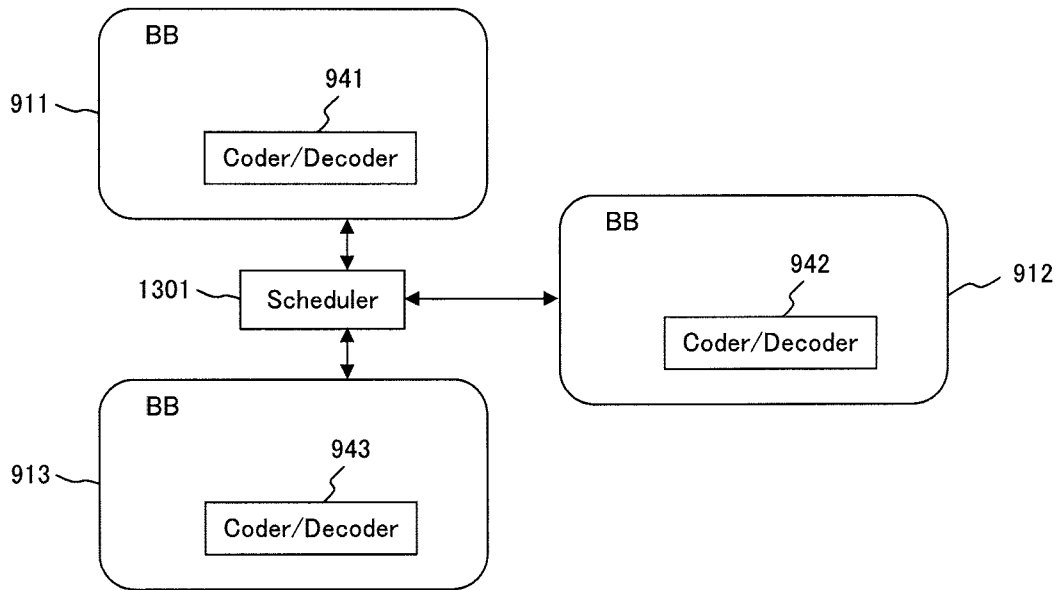 BB
941
911
Coder/Decoder
BB
942
1301
Scheduler
912
Coder/Decoder
BB
943
913
Coder/Decoder